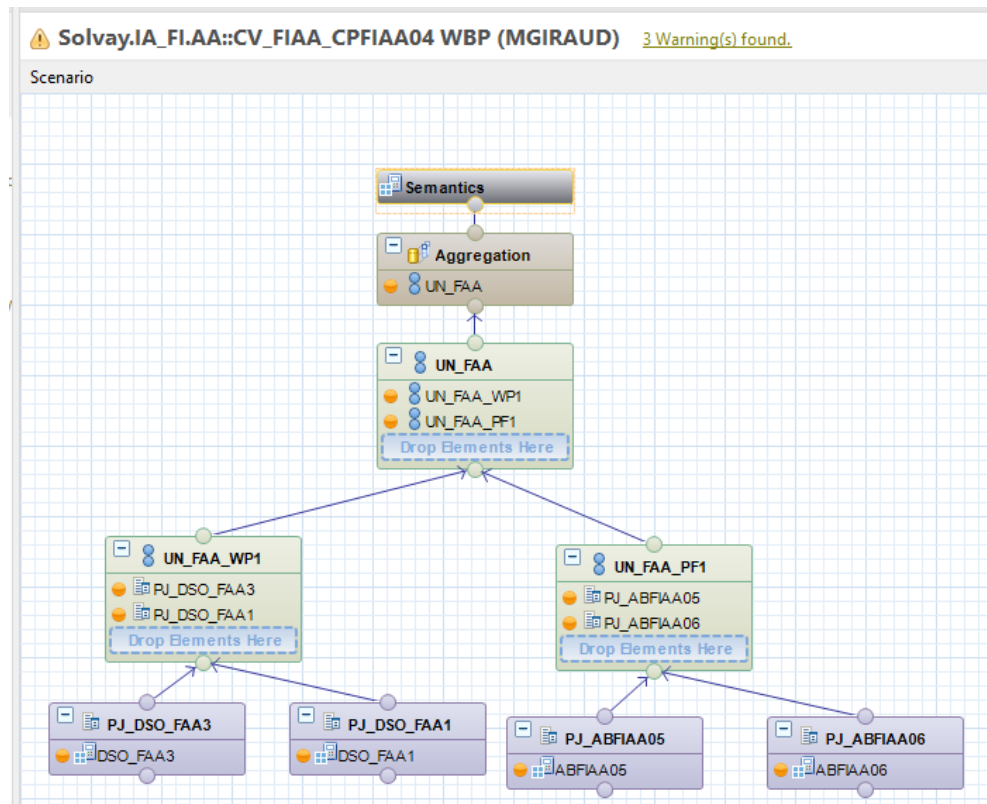 Solvay.IA_FI.AA::CV_FIAA_CPFIAA04 WBP (MGIRAUD) 3 Warning(s) found.
Scenario
Semantics
Aggregation
UN_FAA
UN_FAA
UN_FAA_WP1
UN_FAA_PF1
Drop Elements Here
UN_FAA_WP1
PJ_DSO_FAA3
PJ_DSO_FAA1
Drop Elements Here
UN_FAA_PF1
PJ_ABFIAA05
PJ_ABFIAA06
Drop Elements Here
PJ_DSO_FAA3
DSO_FAA3
PJ_DSO_FAA1
DSO_FAA1
PJ_ABFIAA05
ABFIAA05
PJ_ABFIAA06
ABFIAA06